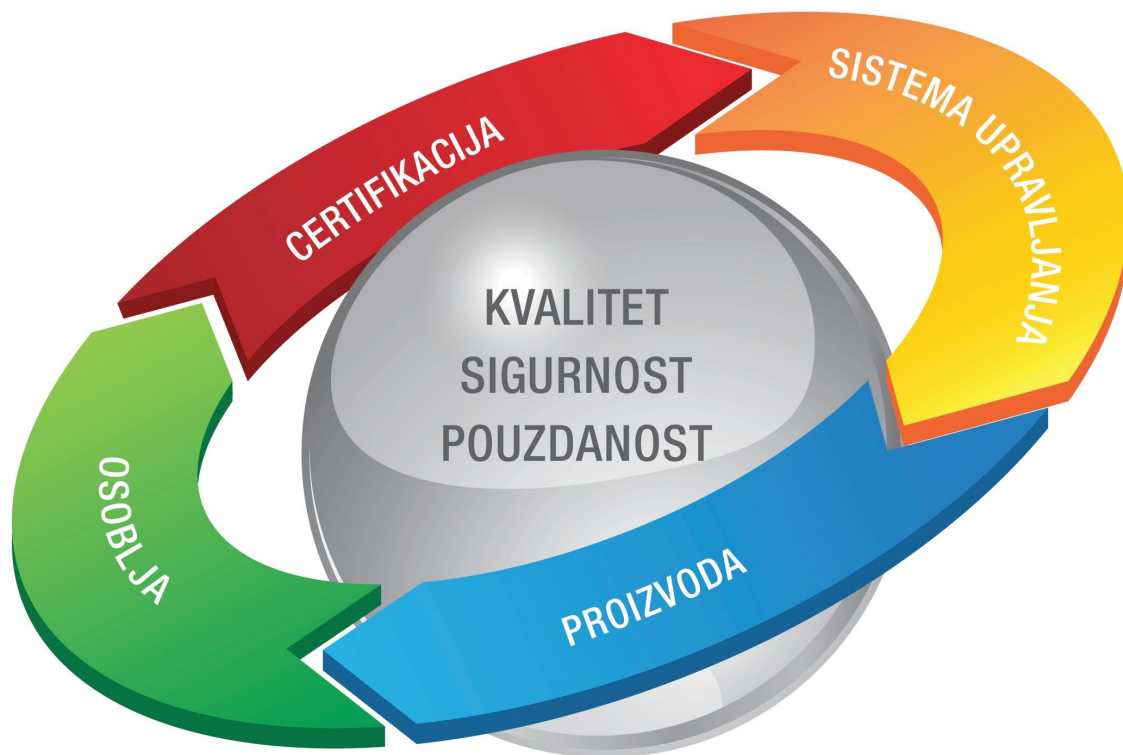 CERTIFIKACIJA
SISTEMA UPRAVLJANJA
KVALITET
SIGURNOST
POUZDANOST
PROIZVODA
OSOBLJA